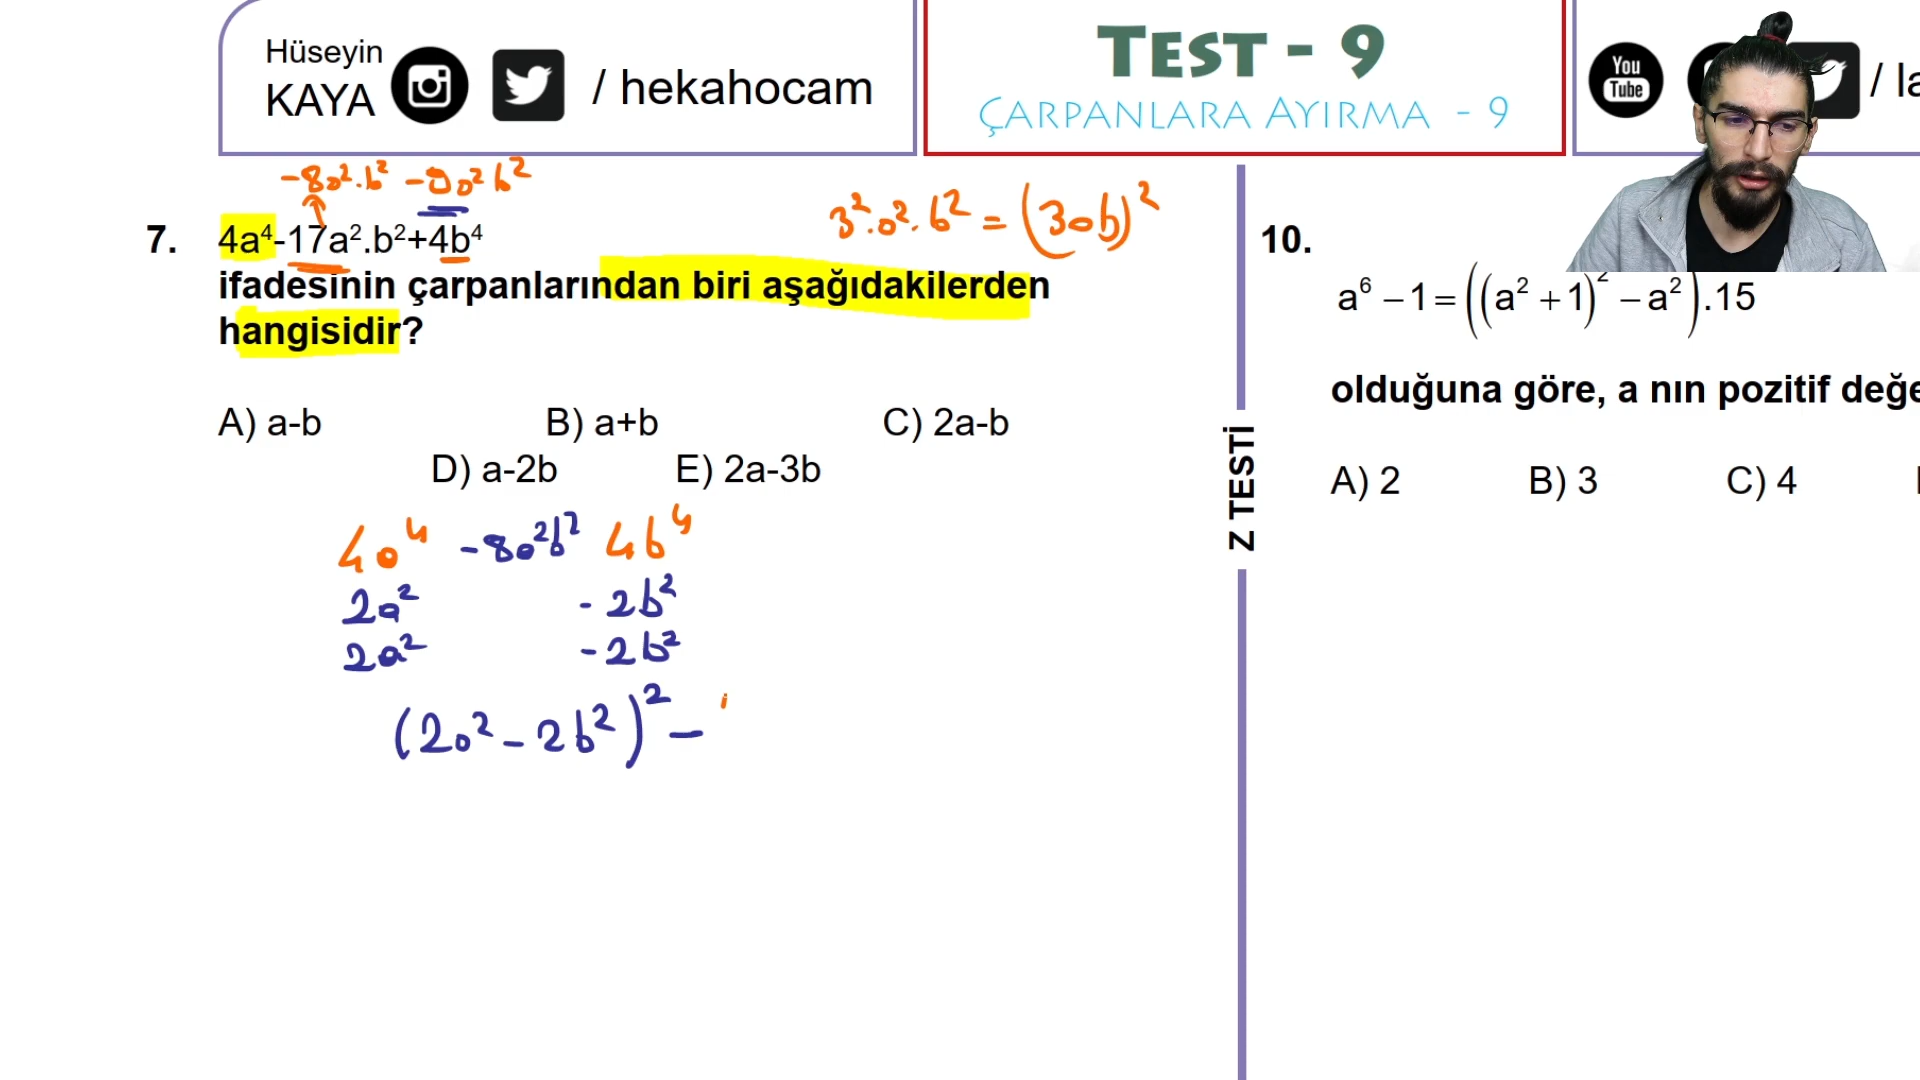 Hüseyin
KAYA
/ hekahocam
TEST - 9
ÇARPANLARA AYIRMA - 9
You
Tube
/ la
-8a².b² -9a²b²
3².a².b² = (3ab)²
7. 4a⁴-17a².b²+4b⁴
ifadesinin çarpanlarından biri aşağıdakilerden
hangisidir?
A) a-b B) a+b C) 2a-b
D) a-2b E) 2a-3b
4a⁴ -8a²b² 4b⁴
2a² -2b²
2a² -2b²
(2a²-2b²)² -
Z TESTİ
10.
a⁶ -1=((a² +1)² -a²).15
olduğuna göre, a nın pozitif değe
A) 2 B) 3 C) 4